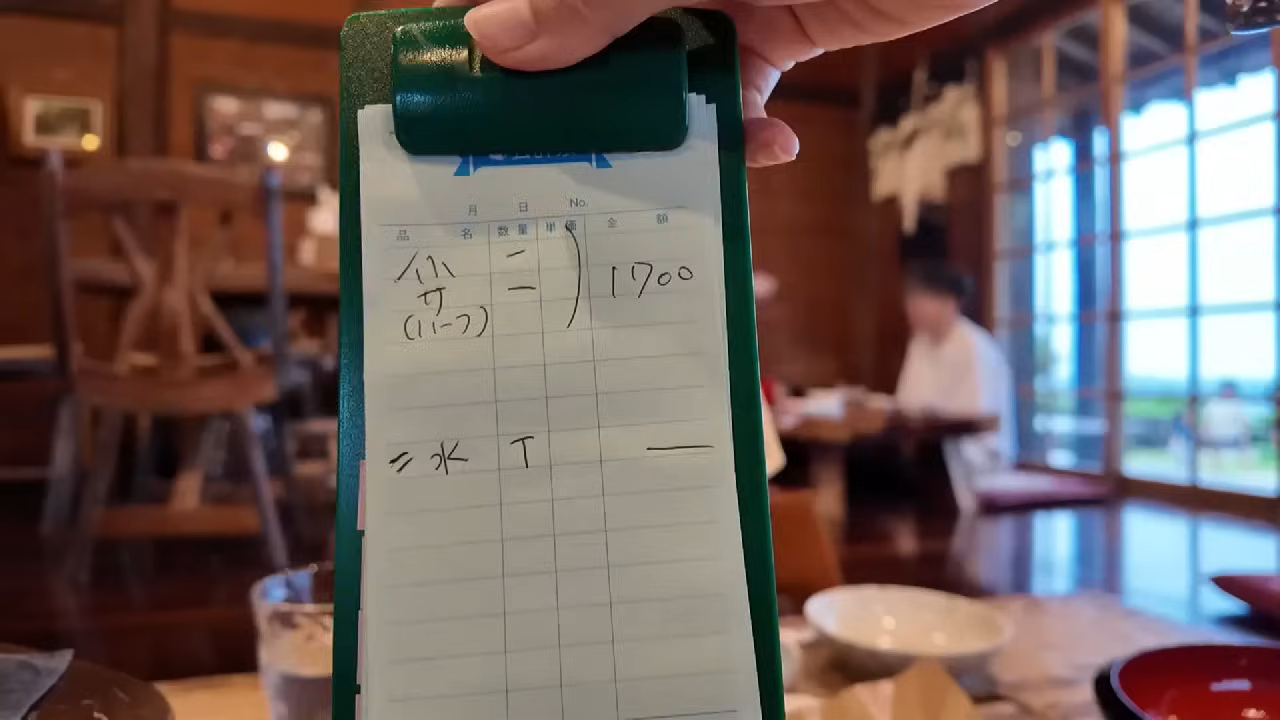 月 日 No.
品 名 数量 単価 金 額
小 一 1700
サ 一
(ハーフ)
水 T —